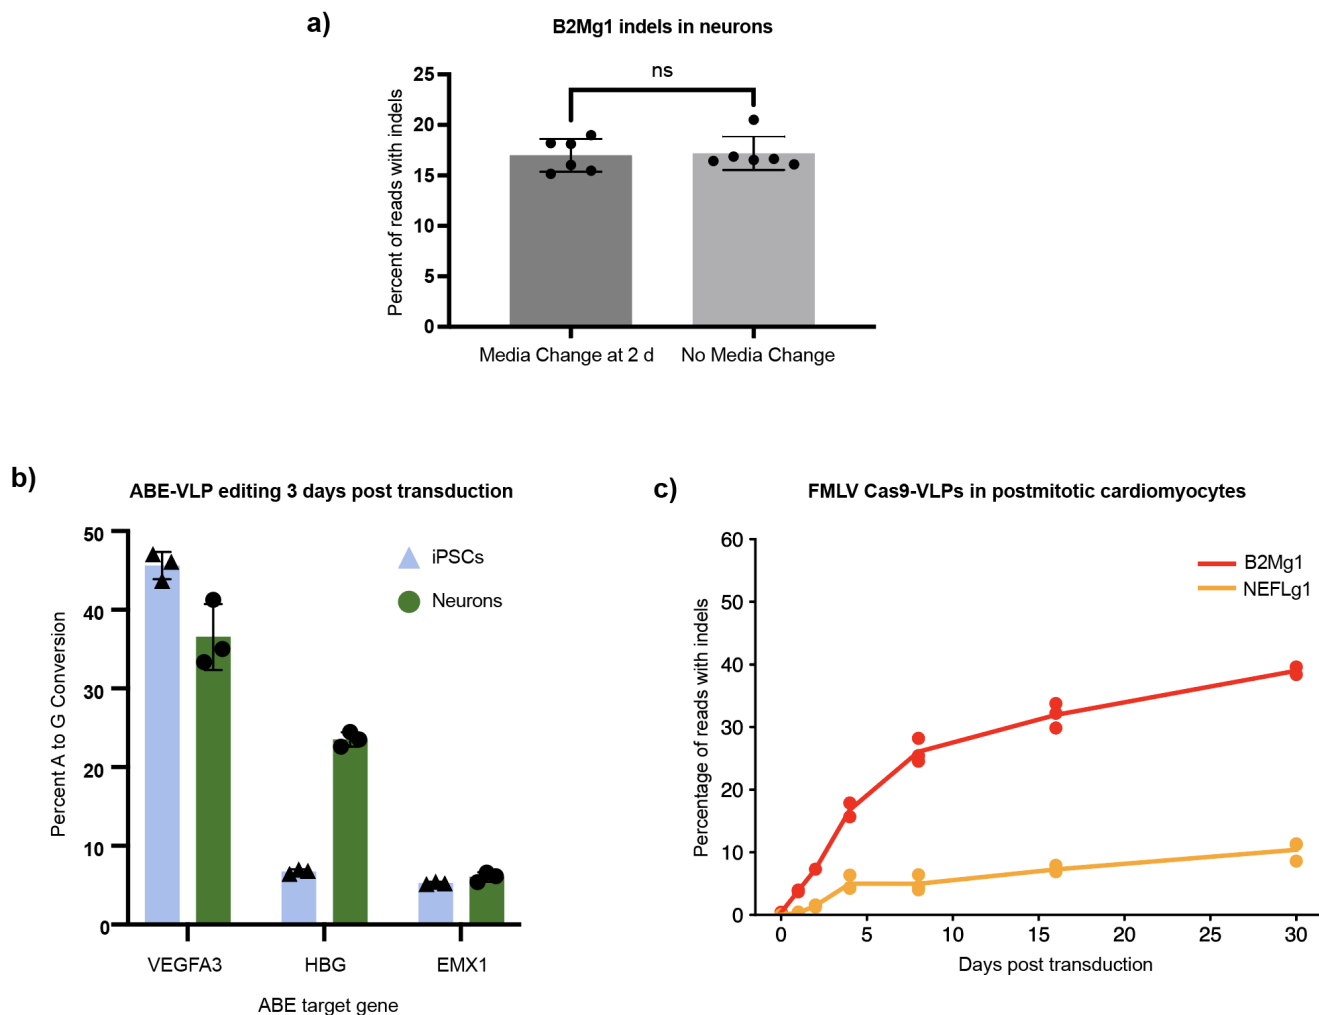 a)
B2Mg1 indels in neurons
ns
Percent of reads with indels
25
20
15
10
5
0
Media Change at 2 d
No Media Change
b)
ABE-VLP editing 3 days post transduction
iPSCs
Neurons
Percent A to G Conversion
50
40
30
20
10
0
VEGFA3
HBG
EMX1
ABE target gene
c)
FMLV Cas9-VLPs in postmitotic cardiomyocytes
B2Mg1
NEFLg1
Percentage of reads with indels
60
50
40
30
20
10
0
0 5 10 15 20 25 30
Days post transduction